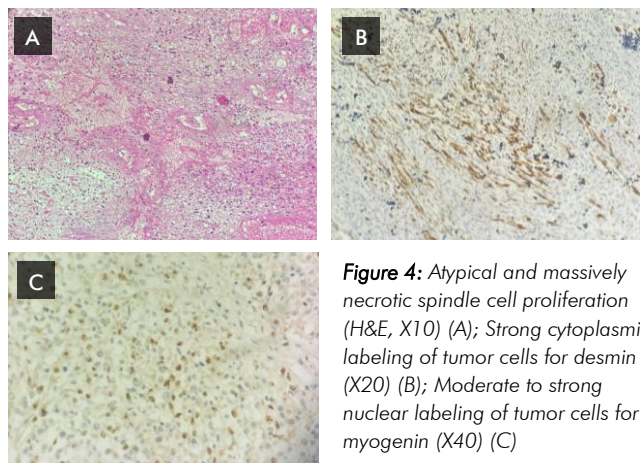 A
B
C
Figure 4: Atypical and massively
necrotic spindle cell proliferation
(H&E, X10) (A); Strong cytoplasmi
labeling of tumor cells for desmin
(X20) (B); Moderate to strong
nuclear labeling of tumor cells for
myogenin (X40) (C)